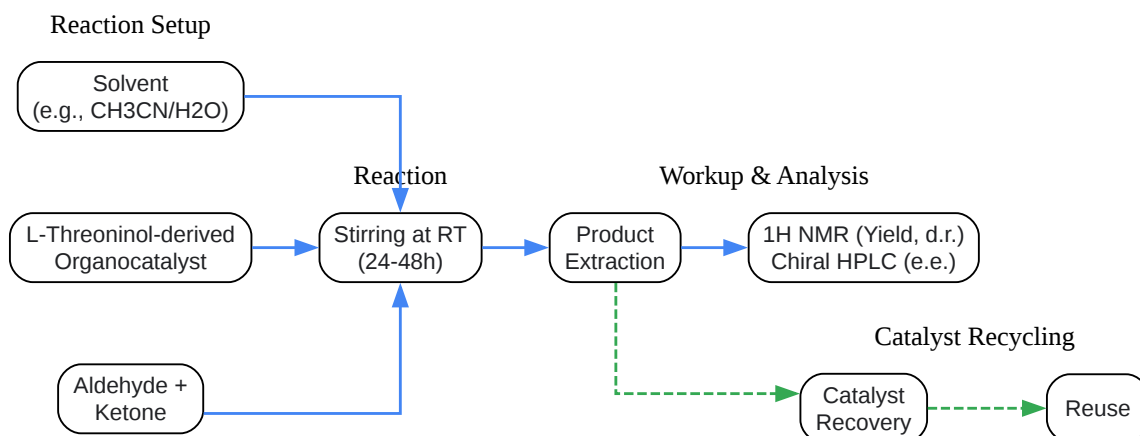 Reaction Setup
Solvent
(e.g., CH3CN/H2O)
Reaction
Workup & Analysis
L-Threoninol-derived
Organocatalyst
Stirring at RT
(24-48h)
Product
Extraction
1H NMR (Yield, d.r.)
Chiral HPLC (e.e.)
Catalyst Recycling
Aldehyde +
Ketone
Catalyst
Recovery
Reuse